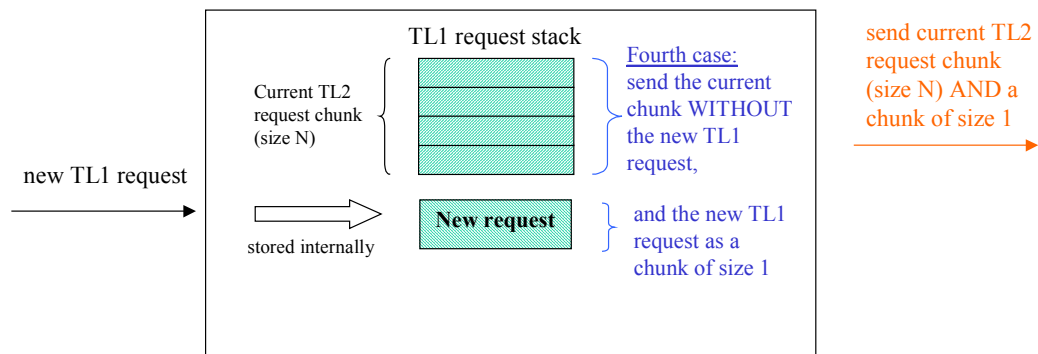 TL1 request stack
Current TL2
request chunk
(size N)
Fourth case:
send the current
chunk WITHOUT
the new TL1
request,
send current TL2
request chunk
(size N) AND a
chunk of size 1
new TL1 request
stored internally
New request
and the new TL1
request as a
chunk of size 1